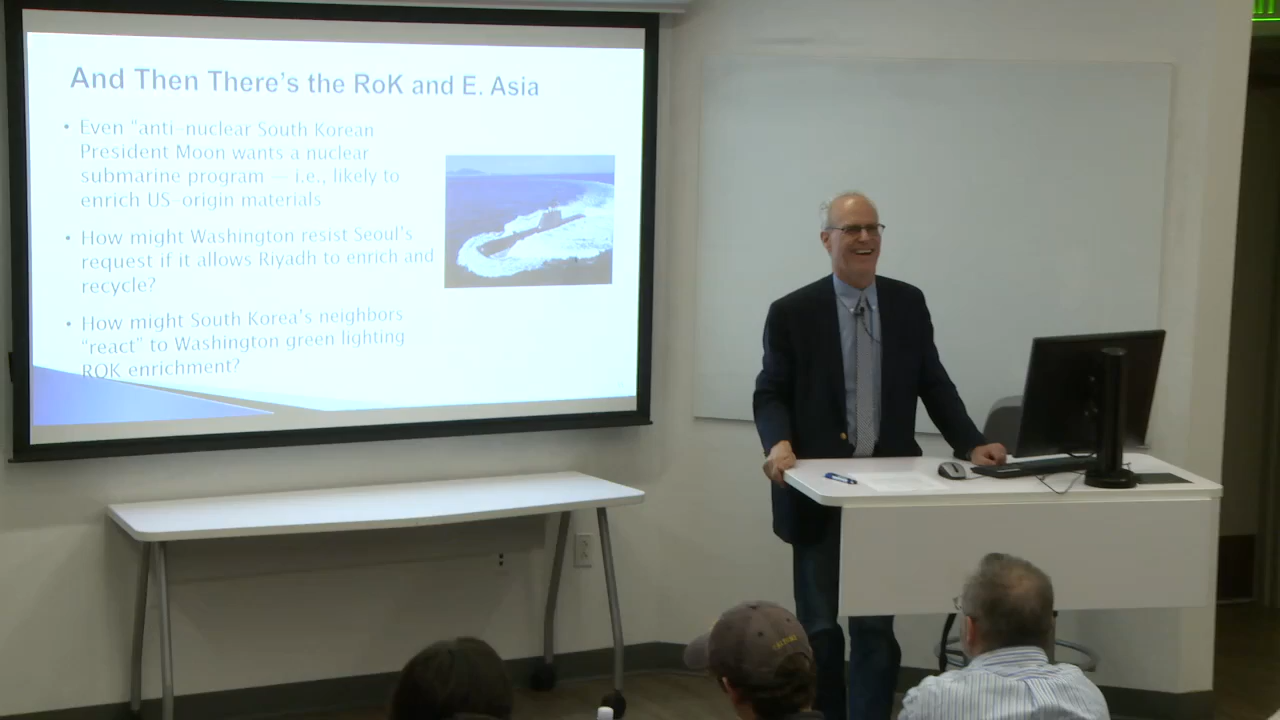 And Then There's the RoK and E. Asia
• Even "anti-nuclear South Korean
President Moon wants a nuclear
submarine program — i.e., likely to
enrich US-origin materials
• How might Washington resist Seoul's
request if it allows Riyadh to enrich and
recycle?
• How might South Korea's neighbors
"react" to Washington green lighting
ROK enrichment?